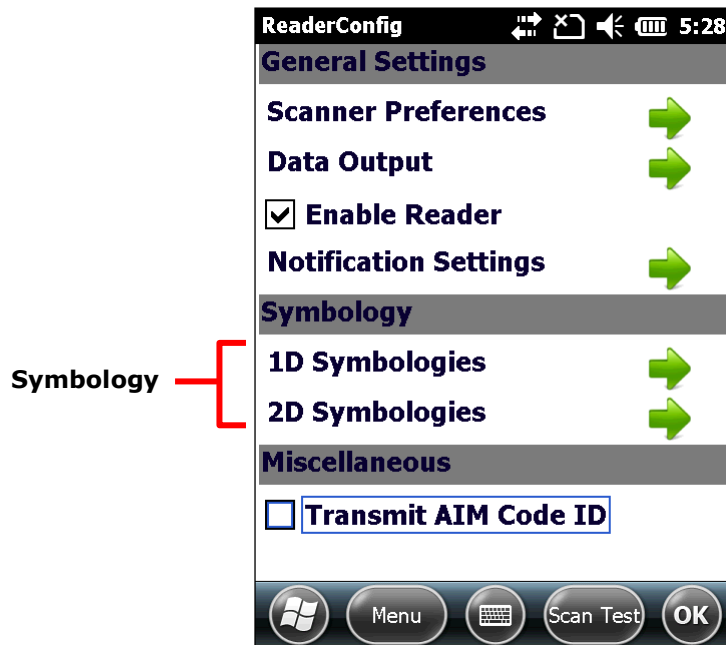 ReaderConfig 5:28
General Settings
Scanner Preferences
Data Output
Enable Reader
Notification Settings
Symbology
Symbology
1D Symbologies
2D Symbologies
Miscellaneous
Transmit AIM Code ID
Menu Scan Test OK